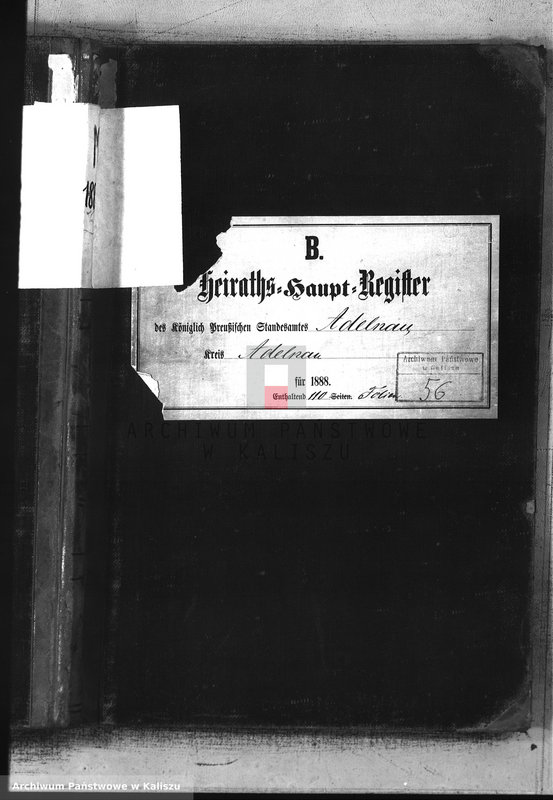 B.
Heiraths-Haupt-Register
des Königlich Preußischen Standesamtes Adelnau
Kreis Adelnau
für 1888.
Enthaltend 110 Seiten.
Archiwum Państwowe
w Kaliszu
56
ARCHIWUM PAŃSTWOWE
W KALISZU
Archiwum Państwowe w Kaliszu